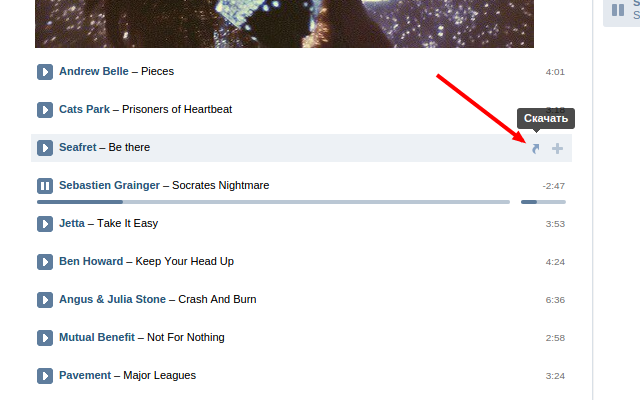 Andrew Belle – Pieces 4:01
Cats Park – Prisoners of Heartbeat
Скачать
Seafret – Be there
Sebastien Grainger – Socrates Nightmare -2:47
Jetta – Take It Easy 3:53
Ben Howard – Keep Your Head Up 4:24
Angus & Julia Stone – Crash And Burn 6:36
Mutual Benefit – Not For Nothing 2:58
Pavement – Major Leagues 3:24